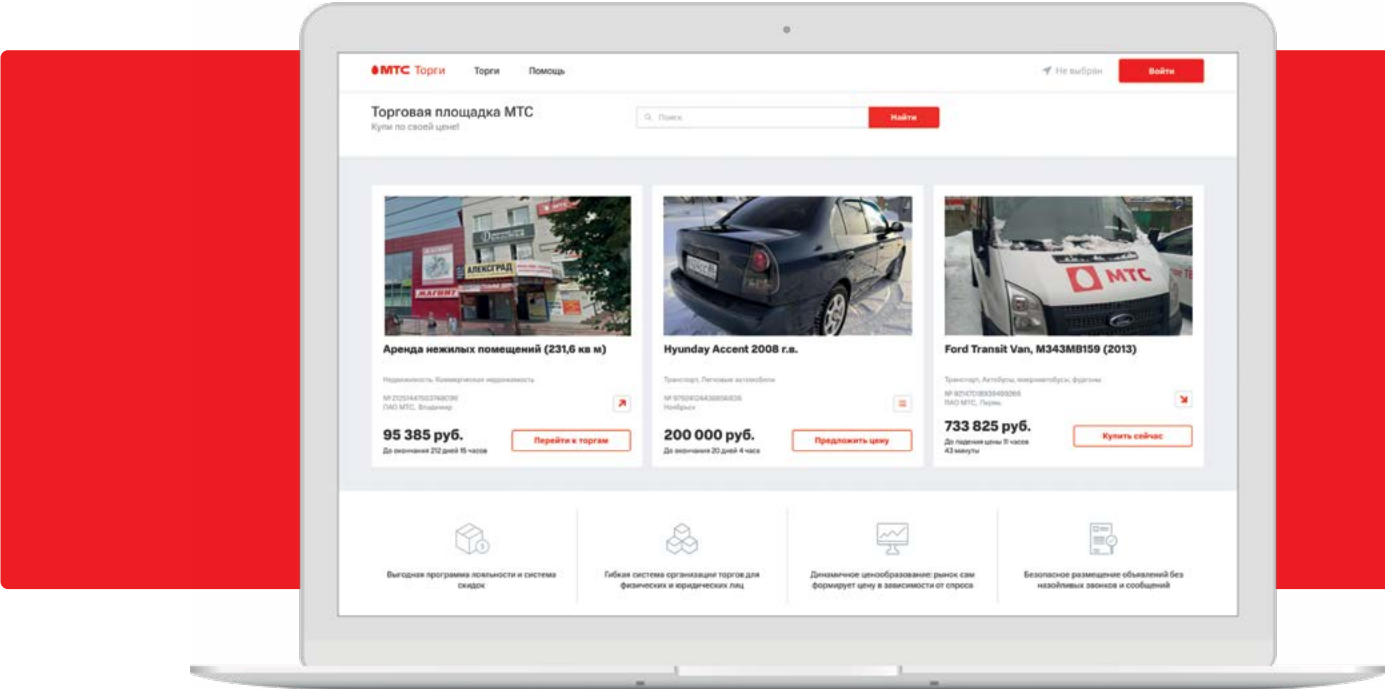 МТС Торги
Торги
Помощь
Не выбран
Войти
Торговая площадка МТС
Купи по своей цене!
Поиск
Найти
МТС
АЛЕКСГРАД
МАГНИТ
МТС
Аренда нежилых помещений (231,6 кв м)
Недвижимость, Коммерческая недвижимость
ПАО МТС, Владимир
95 385 руб.
До окончания 212 дней 15 часов
Перейти к торгам
Hyunday Accent 2008 г.в.
Транспорт, Легковые автомобили
Ноябрьск
200 000 руб.
До окончания 20 дней 4 часа
Предложить цену
Ford Transit Van, М343МВ159 (2013)
Транспорт, Автобусы, микроавтобусы, фургоны
ПАО МТС, Пермь
733 825 руб.
До падения цены 11 часов
43 минуты
Купить сейчас
Выгодная программа лояльности и система
скидок
Гибкая система организации торгов для
физических и юридических лиц
Динамичное ценообразование: рынок сам
формирует цену в зависимости от спроса
Безопасное размещение объявлений без
назойливых звонков и сообщений